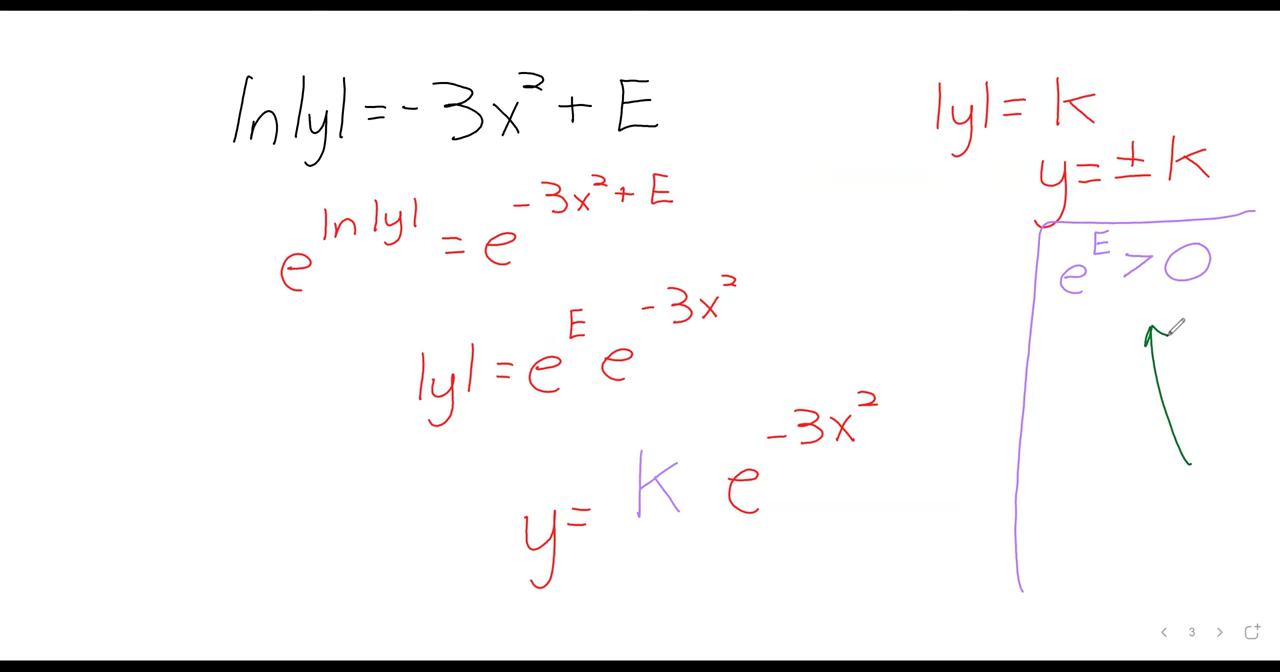 ln|y| = -3x² + E
e^{ln|y|} = e^{-3x² + E}
|y| = e^E e^{-3x²}
y = K e^{-3x²}
|y| = K
y = ± K
e^E > 0
< 3 >